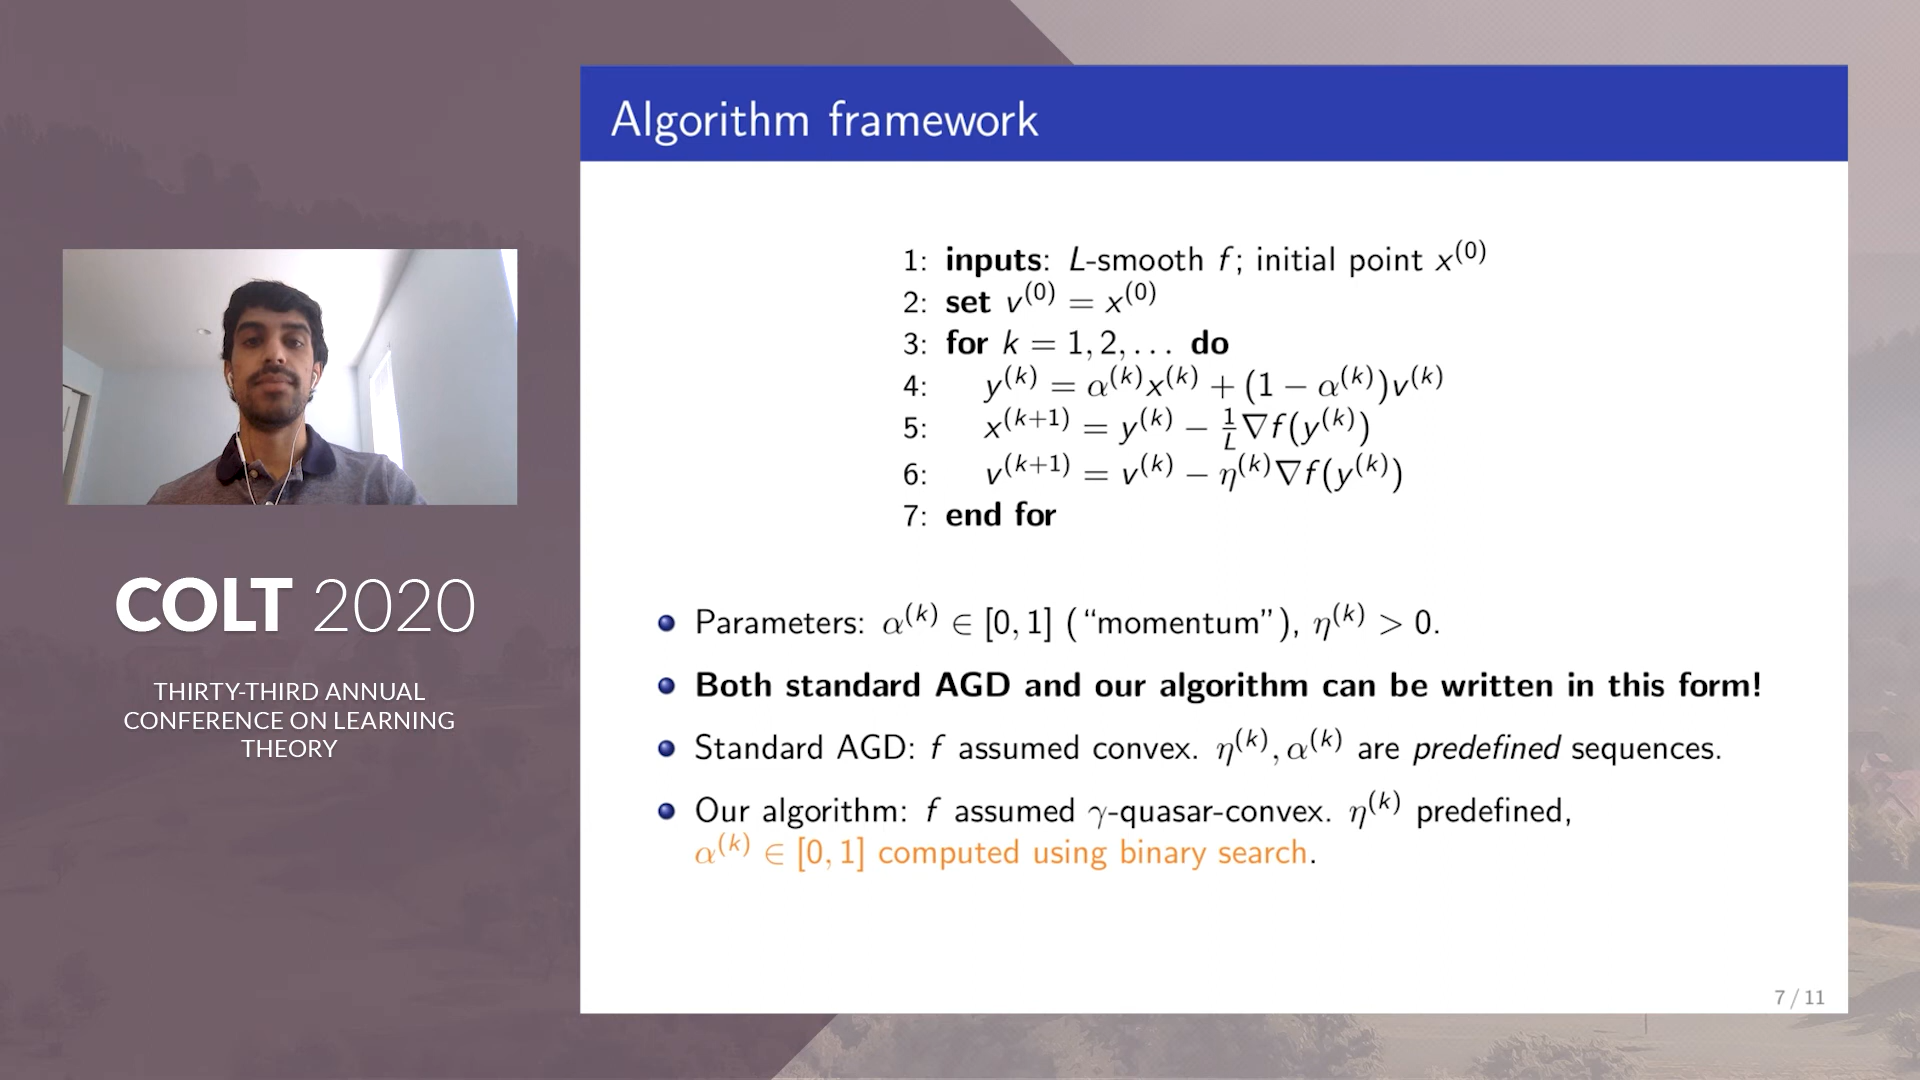 COLT 2020
THIRTY-THIRD ANNUAL
CONFERENCE ON LEARNING
THEORY
Algorithm framework
1: inputs: L-smooth f; initial point x^(0)
2: set v^(0) = x^(0)
3: for k = 1, 2, . . . do
4: y^(k) = α^(k)x^(k) + (1 − α^(k))v^(k)
5: x^(k+1) = y^(k) − 1/L ∇f(y^(k))
6: v^(k+1) = v^(k) − η^(k)∇f(y^(k))
7: end for
Parameters: α^(k) ∈ [0, 1] (“momentum”), η^(k) > 0.
Both standard AGD and our algorithm can be written in this form!
Standard AGD: f assumed convex. η^(k), α^(k) are predefined sequences.
Our algorithm: f assumed γ-quasar-convex. η^(k) predefined,
α^(k) ∈ [0, 1] computed using binary search.
7 / 11